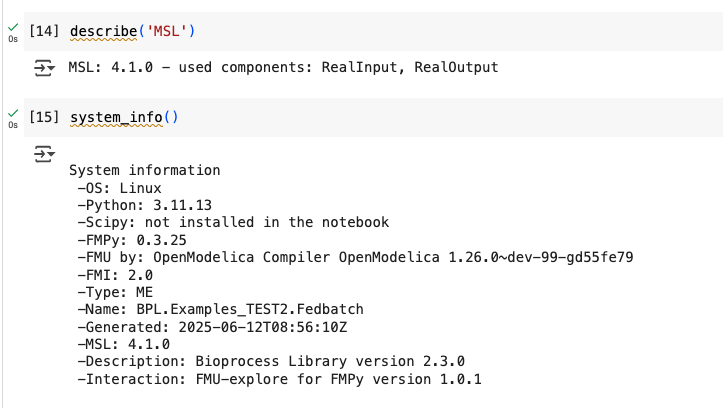 [14] describe('MSL')
0s
MSL: 4.1.0 – used components: RealInput, RealOutput
[15] system_info()
0s
System information
–OS: Linux
–Python: 3.11.13
–Scipy: not installed in the notebook
–FMPy: 0.3.25
–FMU by: OpenModelica Compiler OpenModelica 1.26.0~dev-99-gd55fe79
–FMI: 2.0
–Type: ME
–Name: BPL.Examples_TEST2.Fedbatch
–Generated: 2025-06-12T08:56:10Z
–MSL: 4.1.0
–Description: Bioprocess Library version 2.3.0
–Interaction: FMU-explore for FMPy version 1.0.1